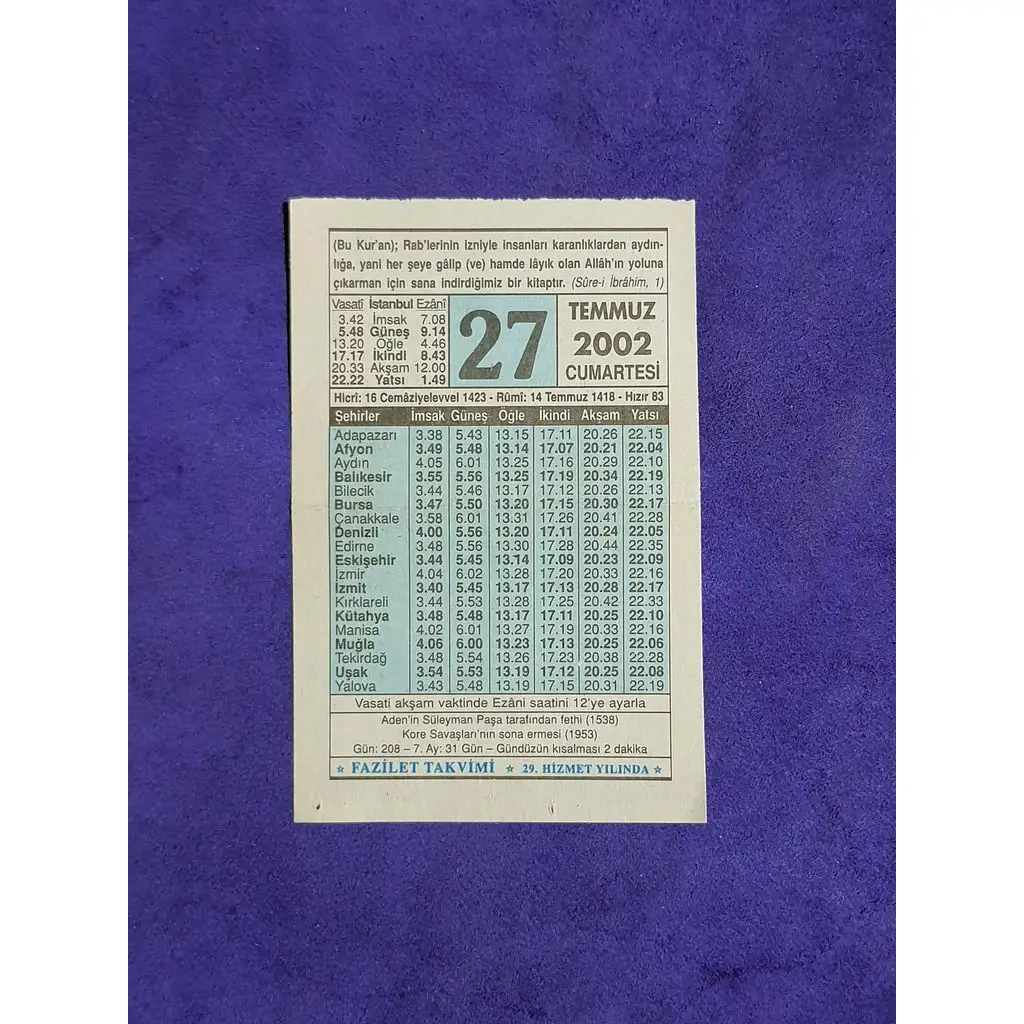 (Bu Kur'an); Rab'lerinin izniyle insanları karanlıklardan aydın-
lığa, yani her şeye gâlip (ve) hamde lâyık olan Allâh'ın yoluna
çıkarman için sana indirdiğimiz bir kitaptır. (Sûre-i İbrâhim, 1)
Vasatî İstanbul Ezânî
3.42 İmsak 7.08
5.48 Güneş 9.14
13.20 Öğle 4.46
17.17 İkindi 8.43
20.33 Akşam 12.00
22.22 Yatsı 1.49
27
TEMMUZ
2002
CUMARTESİ
Hicrî: 16 Cemâziyelevvel 1423 - Rûmî: 14 Temmuz 1418 - Hızır 83
Şehirler İmsak Güneş Öğle İkindi Akşam Yatsı
Adapazarı 3.38 5.43 13.15 17.11 20.26 22.15
Afyon 3.49 5.48 13.14 17.07 20.21 22.04
Aydın 4.05 6.01 13.25 17.16 20.29 22.10
Balıkesir 3.55 5.56 13.25 17.19 20.34 22.19
Bilecik 3.44 5.46 13.17 17.12 20.26 22.13
Bursa 3.47 5.50 13.20 17.15 20.30 22.17
Çanakkale 3.58 6.01 13.31 17.26 20.41 22.28
Denizli 4.00 5.56 13.20 17.11 20.24 22.05
Edirne 3.48 5.56 13.30 17.28 20.44 22.35
Eskişehir 3.44 5.45 13.14 17.09 20.23 22.09
İzmir 4.04 6.02 13.28 17.20 20.33 22.16
İzmit 3.40 5.45 13.17 17.13 20.28 22.17
Kırklareli 3.44 5.53 13.28 17.25 20.42 22.33
Kütahya 3.48 5.48 13.17 17.11 20.25 22.10
Manisa 4.02 6.01 13.27 17.19 20.33 22.16
Muğla 4.06 6.00 13.23 17.13 20.25 22.06
Tekirdağ 3.48 5.54 13.26 17.23 20.38 22.28
Uşak 3.54 5.53 13.19 17.12 20.25 22.08
Yalova 3.43 5.48 13.19 17.15 20.31 22.19
Vasati akşam vaktinde Ezâni saatini 12'ye ayarla
Aden'in Süleyman Paşa tarafından fethi (1538)
Kore Savaşları'nın sona ermesi (1953)
Gün: 208 – 7. Ay: 31 Gün – Gündüzün kısalması 2 dakika
☆ FAZİLET TAKVİMİ ☆ 29. HİZMET YILINDA ☆